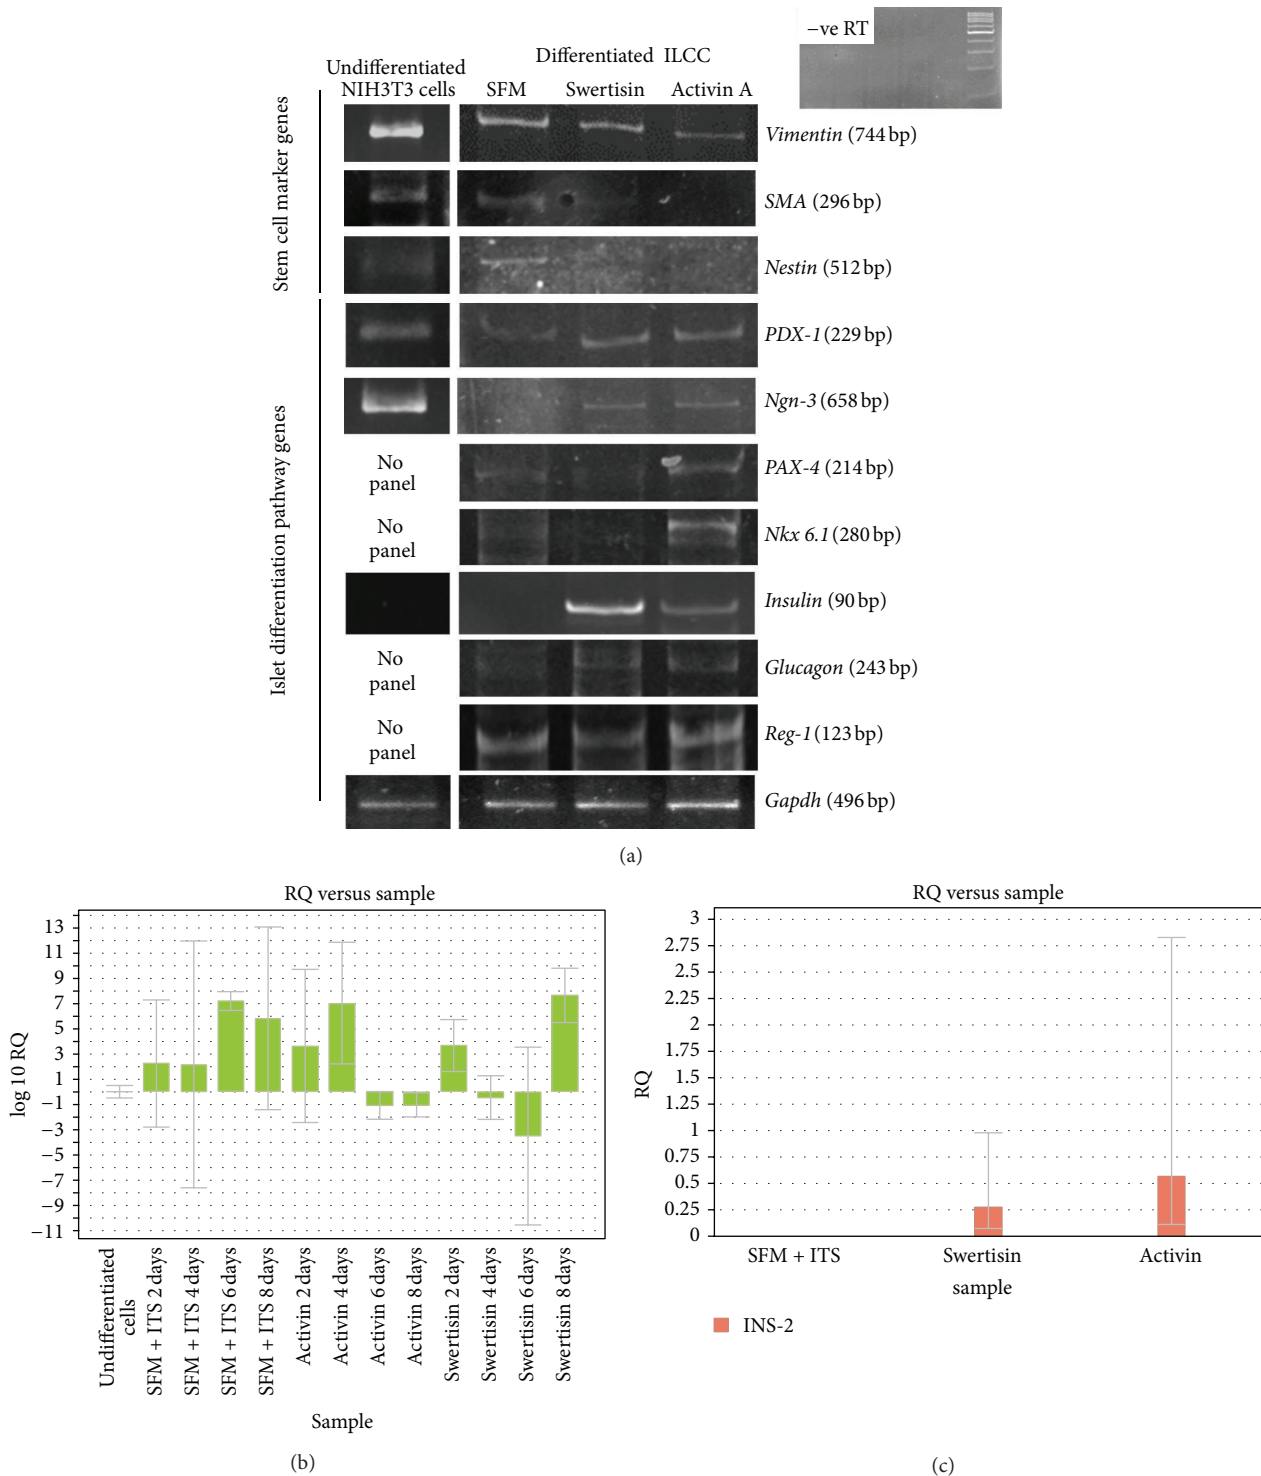 −ve RT
Differentiated ILCC
Undifferentiated
NIH3T3 cells
SFM
Swertisin
Activin A
Stem cell marker genes
Vimentin (744 bp)
SMA (296 bp)
Nestin (512 bp)
Islet differentiation pathway genes
PDX-1 (229 bp)
Ngn-3 (658 bp)
No
panel
PAX-4 (214 bp)
No
panel
Nkx 6.1 (280 bp)
Insulin (90 bp)
No
panel
Glucagon (243 bp)
No
panel
Reg-1 (123 bp)
Gapdh (496 bp)
(a)
RQ versus sample
13
11
9
7
5
3
1
−1
−3
−5
−7
−9
−11
log 10 RQ
Undifferentiated
cells
SFM + ITS 2 days
SFM + ITS 4 days
SFM + ITS 6 days
SFM + ITS 8 days
Activin 2 days
Activin 4 days
Activin 6 days
Activin 8 days
Swertisin 2 days
Swertisin 4 days
Swertisin 6 days
Swertisin 8 days
Sample
(b)
RQ versus sample
3
2.75
2.5
2.25
2
1.75
1.5
1.25
1
0.75
0.5
0.25
0
RQ
SFM + ITS
Swertisin
Activin
sample
INS-2
(c)